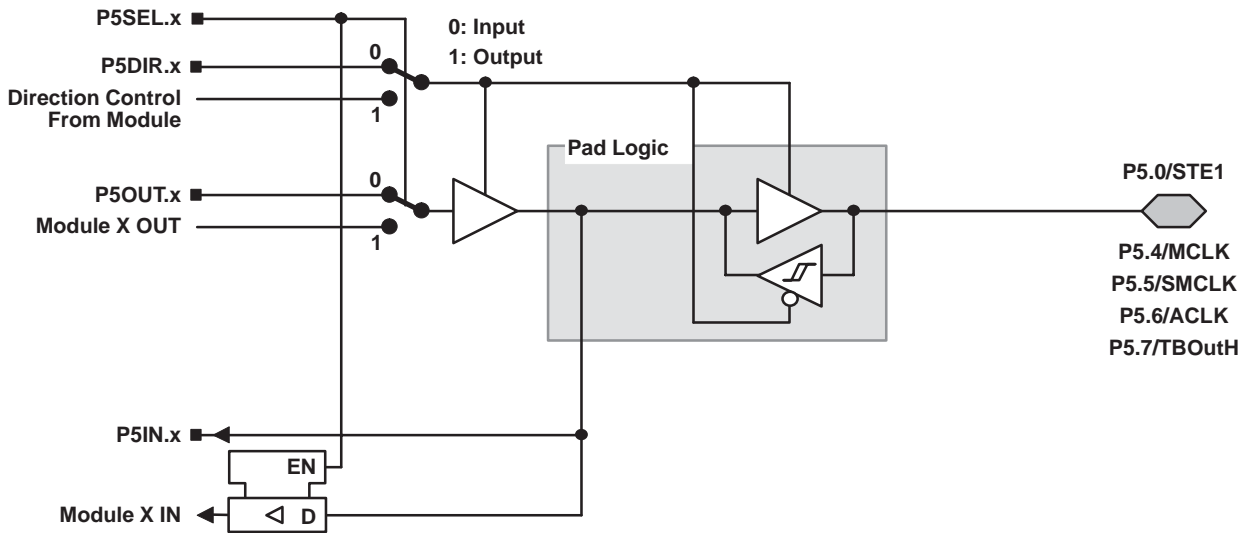 P5SEL.x
0: Input
1: Output
P5DIR.x
0
Direction Control
From Module
1
Pad Logic
P5OUT.x
0
Module X OUT
1
P5.0/STE1
P5.4/MCLK
P5.5/SMCLK
P5.6/ACLK
P5.7/TBOutH
P5IN.x
EN
Module X IN
D